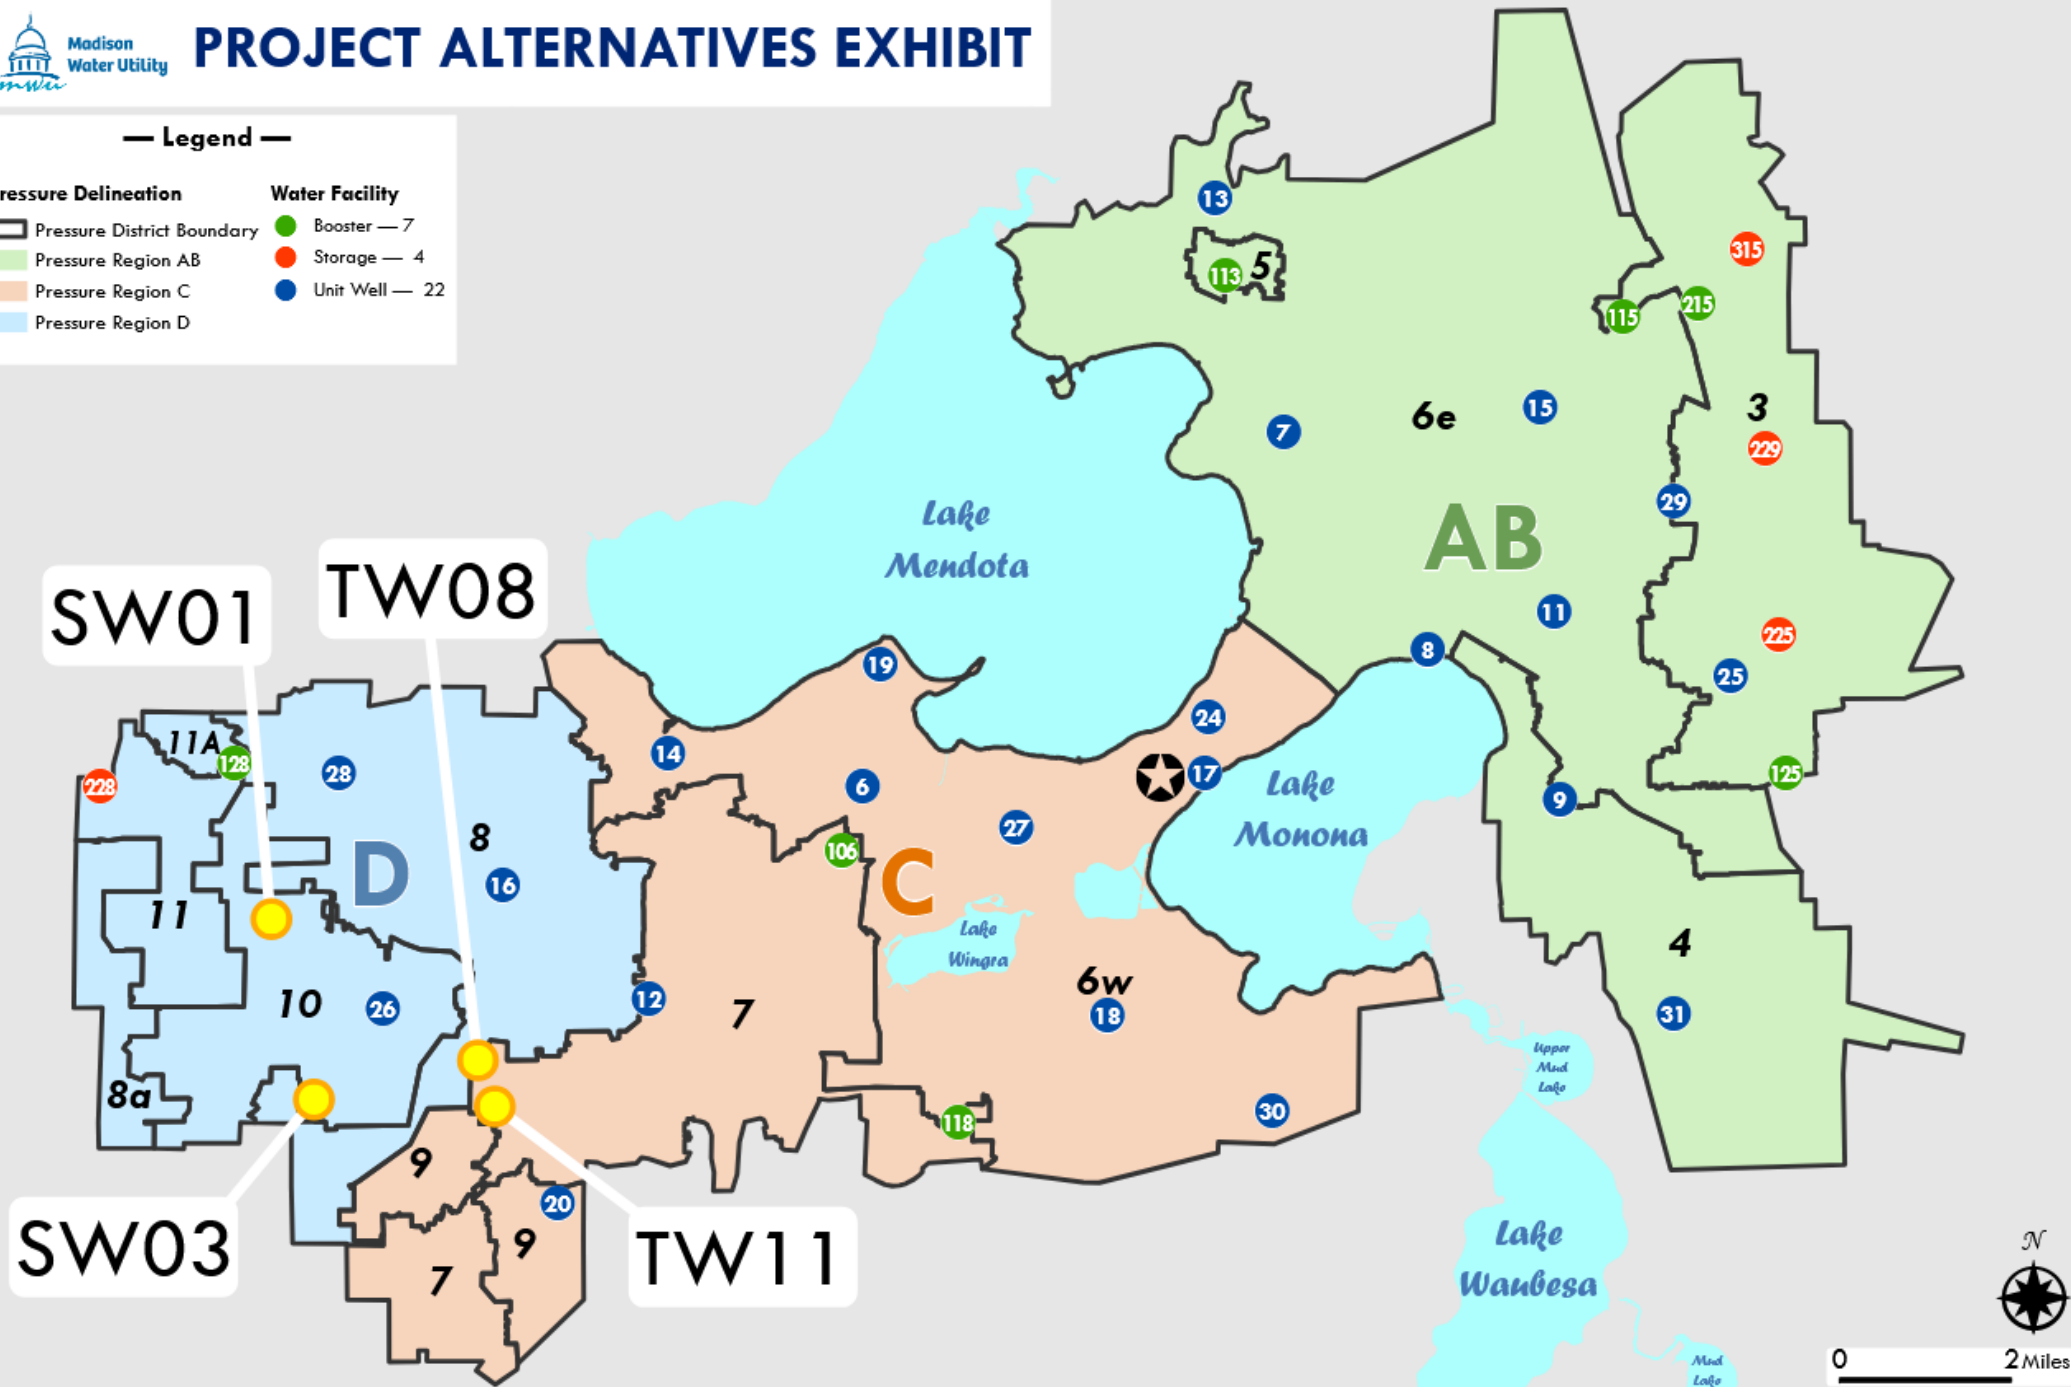 Madison
Water Utility
mwu
PROJECT ALTERNATIVES EXHIBIT
— Legend —
ressure Delineation
Pressure District Boundary
Pressure Region AB
Pressure Region C
Pressure Region D
Water Facility
Booster — 7
Storage — 4
Unit Well — 22
13
113
5
315
115
215
7
6e
15
3
229
29
Lake
Mendota
AB
TW08
SW01
11
225
8
25
19
24
14
11A
128
28
228
6
17
Lake
Monona
125
9
27
8
106
D
16
C
11
Lake
Wingra
4
10
26
12
7
6w
18
31
8a
Upper
Mud
Lake
118
30
9
20
SW03
9
TW11
7
Lake
Waubesa
N
0
2 Miles
Mud
Lake